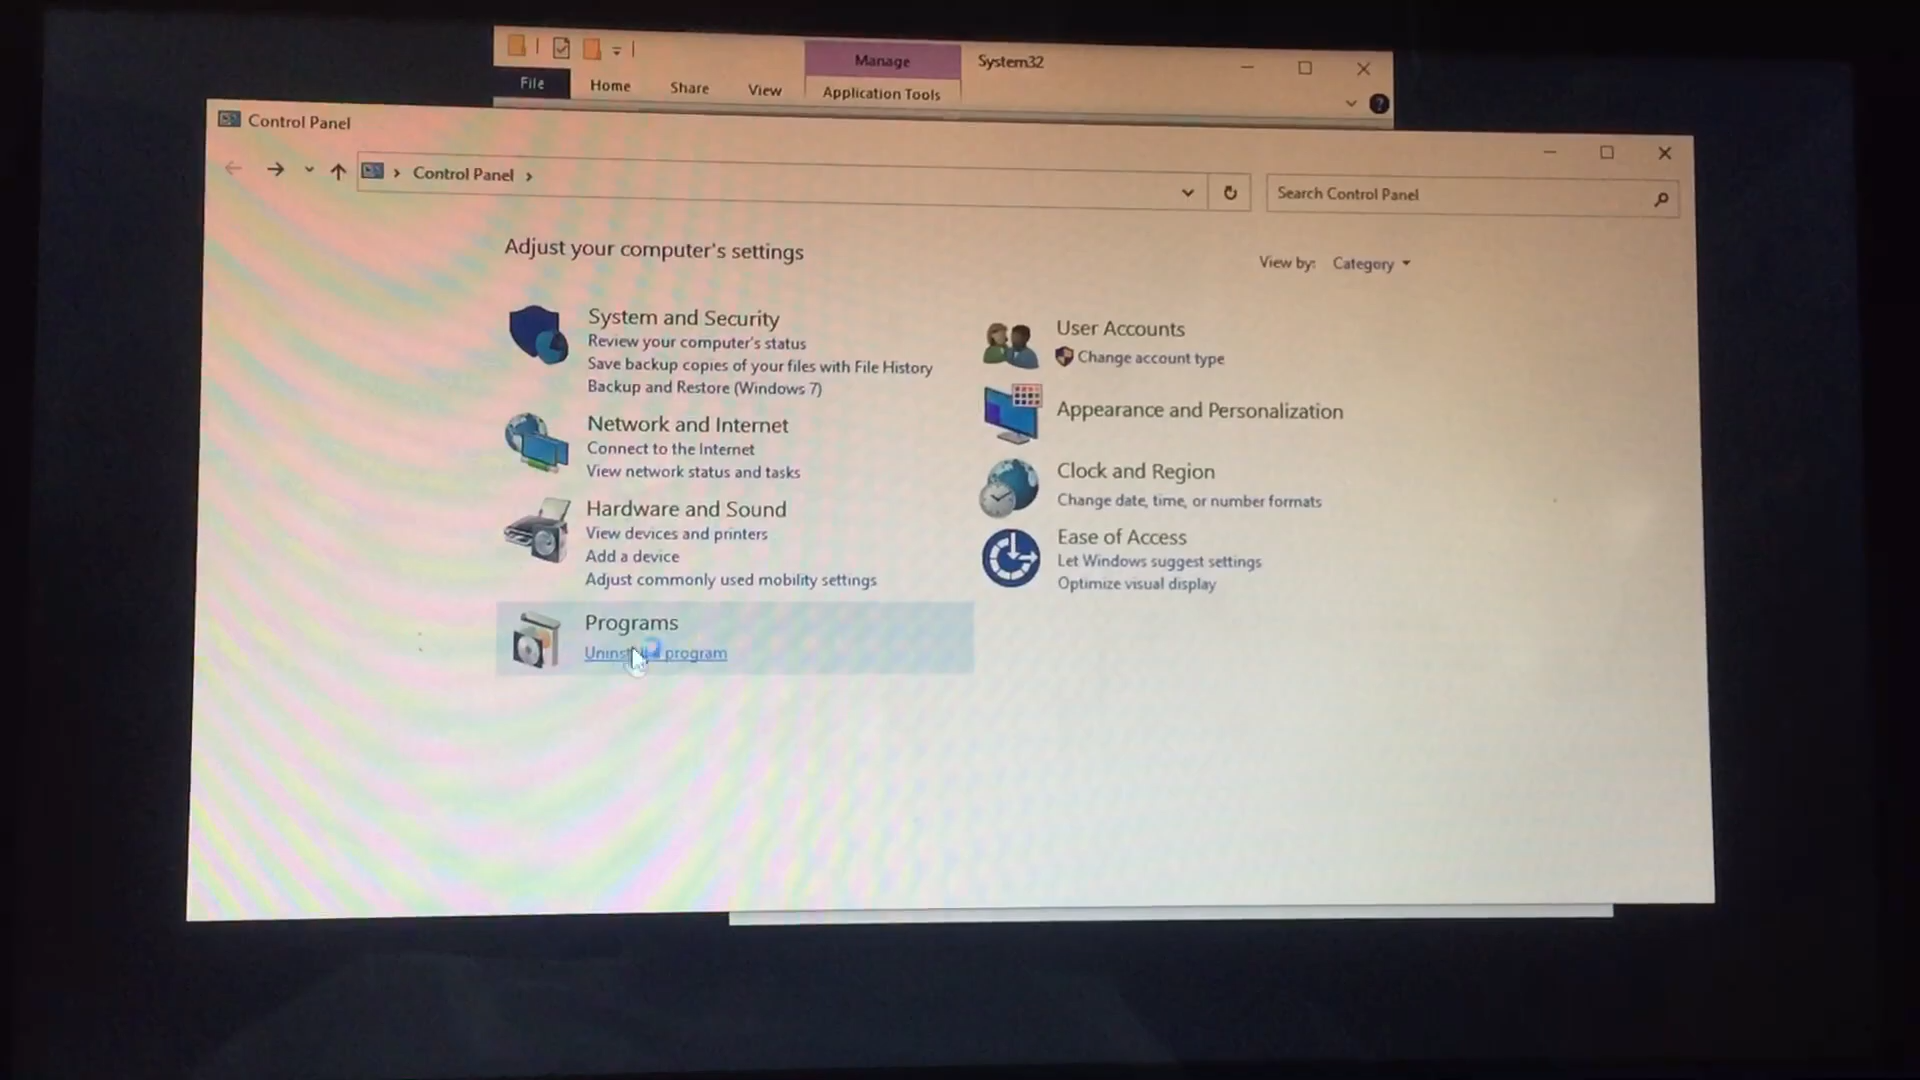 Manage
System32
File
Home
Share
View
Application Tools
Control Panel
Control Panel
Search Control Panel
Adjust your computer's settings
View by: Category
System and Security
Review your computer's status
Save backup copies of your files with File History
Backup and Restore (Windows 7)
Network and Internet
Connect to the Internet
View network status and tasks
Hardware and Sound
View devices and printers
Add a device
Adjust commonly used mobility settings
Programs
program
User Accounts
Change account type
Appearance and Personalization
Clock and Region
Change date, time, or number formats
Ease of Access
Let Windows suggest settings
Optimize visual display